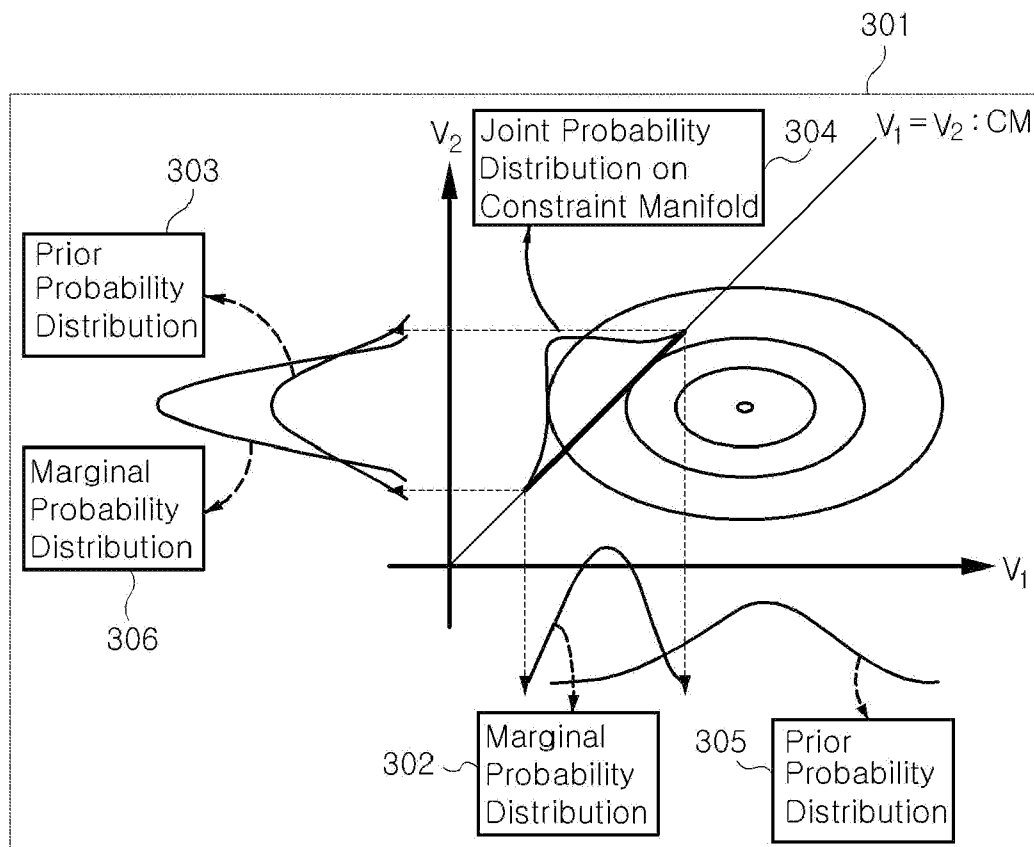 301
V₁ = V₂ : CM
V₂
Joint Probability
Distribution on
Constraint Manifold
304
303
Prior
Probability
Distribution
Marginal
Probability
Distribution
306
V₁
302
Marginal
Probability
Distribution
305
Prior
Probability
Distribution